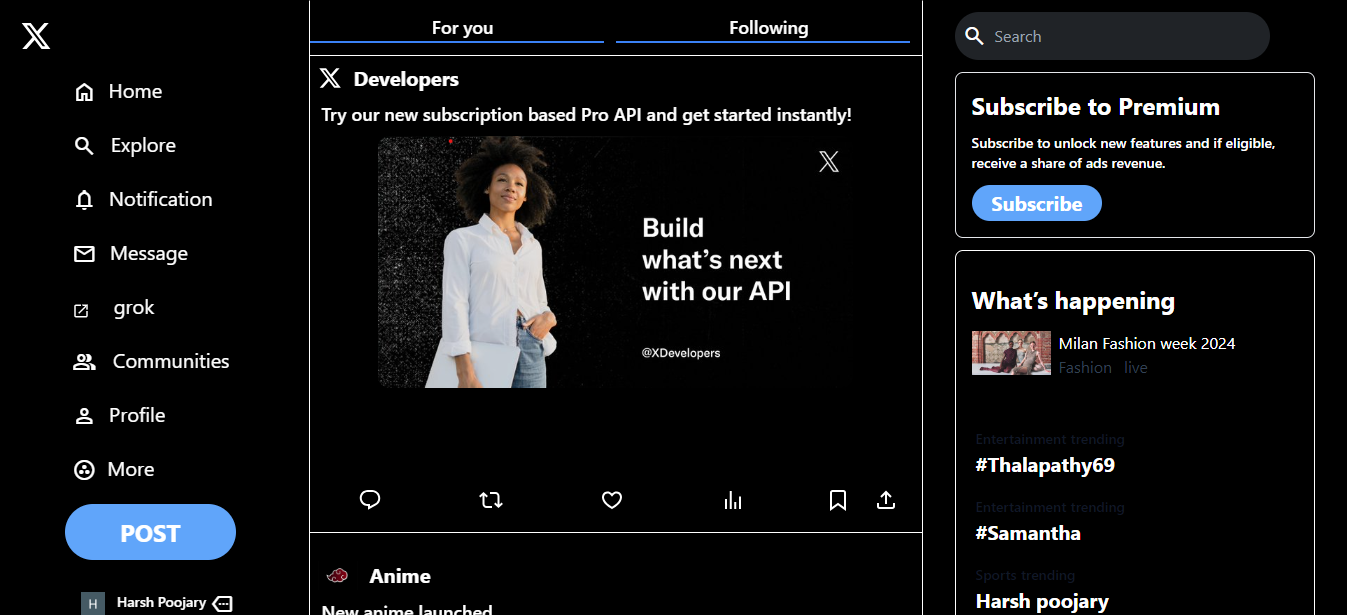 Home
Explore
Notification
Message
grok
Communities
Profile
More
POST
H
Harsh Poojary
For you
Following
Developers
Try our new subscription based Pro API and get started instantly!
Build
what's next
with our API
@XDevelopers
Anime
New anime launched
Search
Subscribe to Premium
Subscribe to unlock new features and if eligible,
receive a share of ads revenue.
Subscribe
What's happening
Milan Fashion week 2024
Fashion live
Entertainment trending
#Thalapathy69
Entertainment trending
#Samantha
Sports trending
Harsh poojary